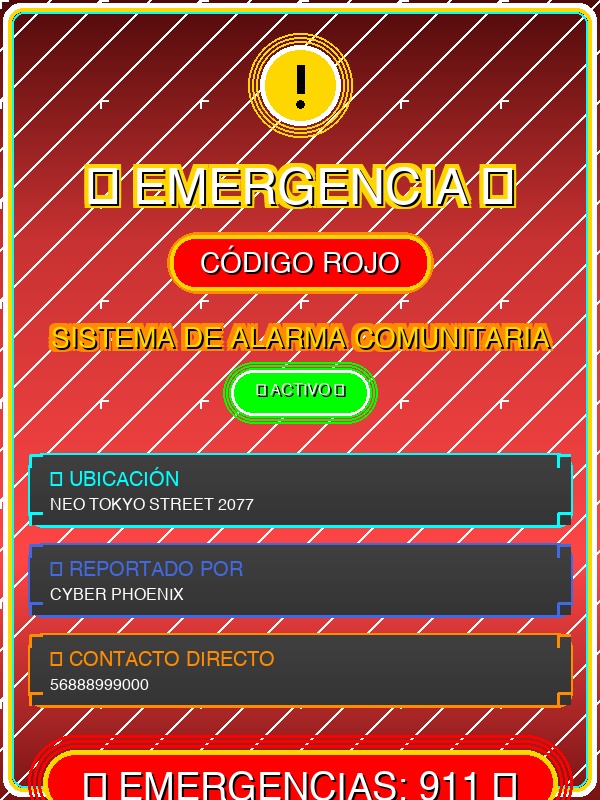 !
EMERGENCIA
CÓDIGO ROJO
SISTEMA DE ALARMA COMUNITARIA
ACTIVO
UBICACIÓN
NEO TOKYO STREET 2077
REPORTADO POR
CYBER PHOENIX
CONTACTO DIRECTO
56888999000
EMERGENCIAS: 911